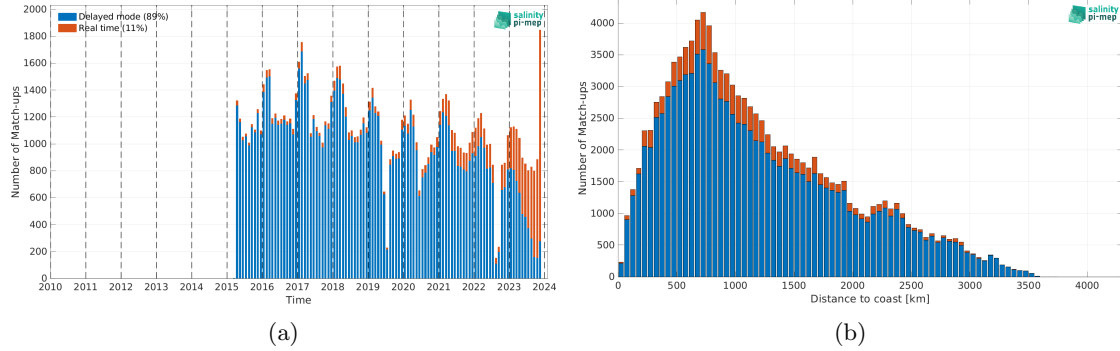 2000
1800
1600
1400
1200
1000
800
600
400
200
0
Number of Match-ups
Delayed mode (89%)
Real time (11%)
salinity
pi-mep
2010 2011 2012 2013 2014 2015 2016 2017 2018 2019 2020 2021 2022 2023 2024
Time
(a)
4000
3500
3000
2500
2000
1500
1000
500
0
Number of Match-ups
salinity
pi-mep
0 500 1000 1500 2000 2500 3000 3500 4000
Distance to coast [km]
(b)